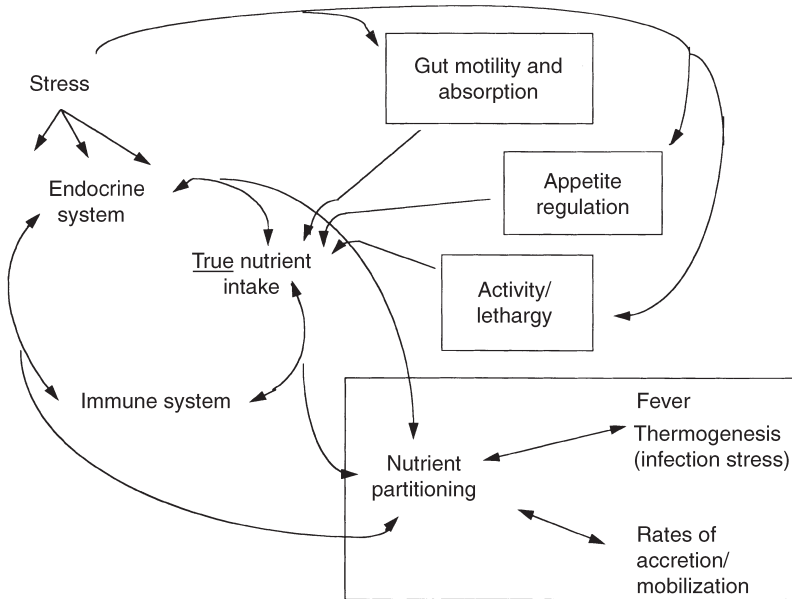 Gut motility and
absorption
Stress
Appetite
regulation
Endocrine
system
True nutrient
intake
Activity/
lethargy
Immune system
Fever
Thermogenesis
(infection stress)
Nutrient
partitioning
Rates of
accretion/
mobilization